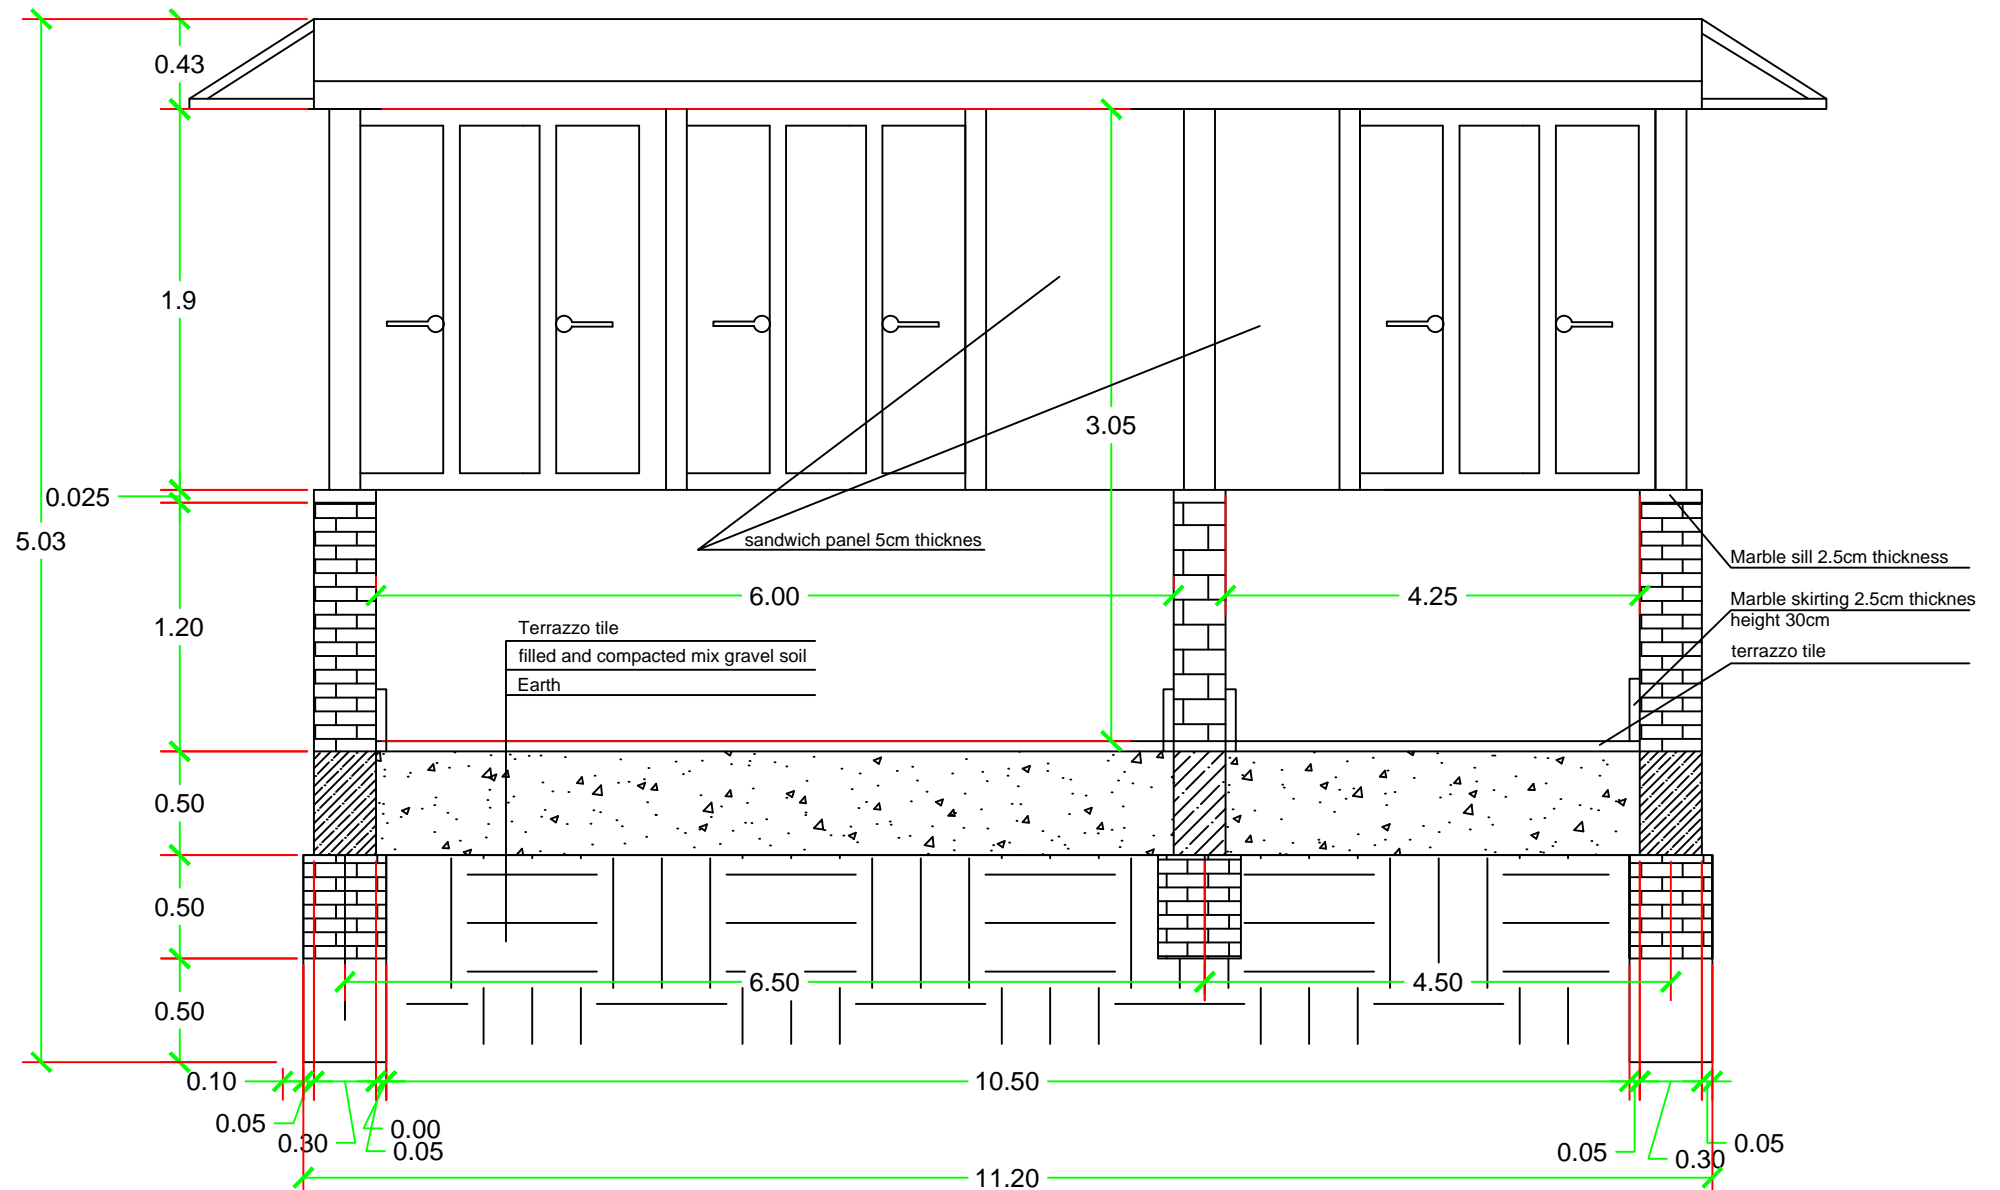 0.43
1.9
3.05
0.025
5.03
sandwich panel 5cm thicknes
Marble sill 2.5cm thickness
6.00
4.25
Marble skirting 2.5cm thicknes
height 30cm
1.20
Terrazzo tile
filled and compacted mix gravel soil
Earth
terrazzo tile
0.50
0.50
6.50
4.50
0.50
0.10
10.50
0.05
0.30
0.00
0.05
0.05
0.30
0.05
11.20